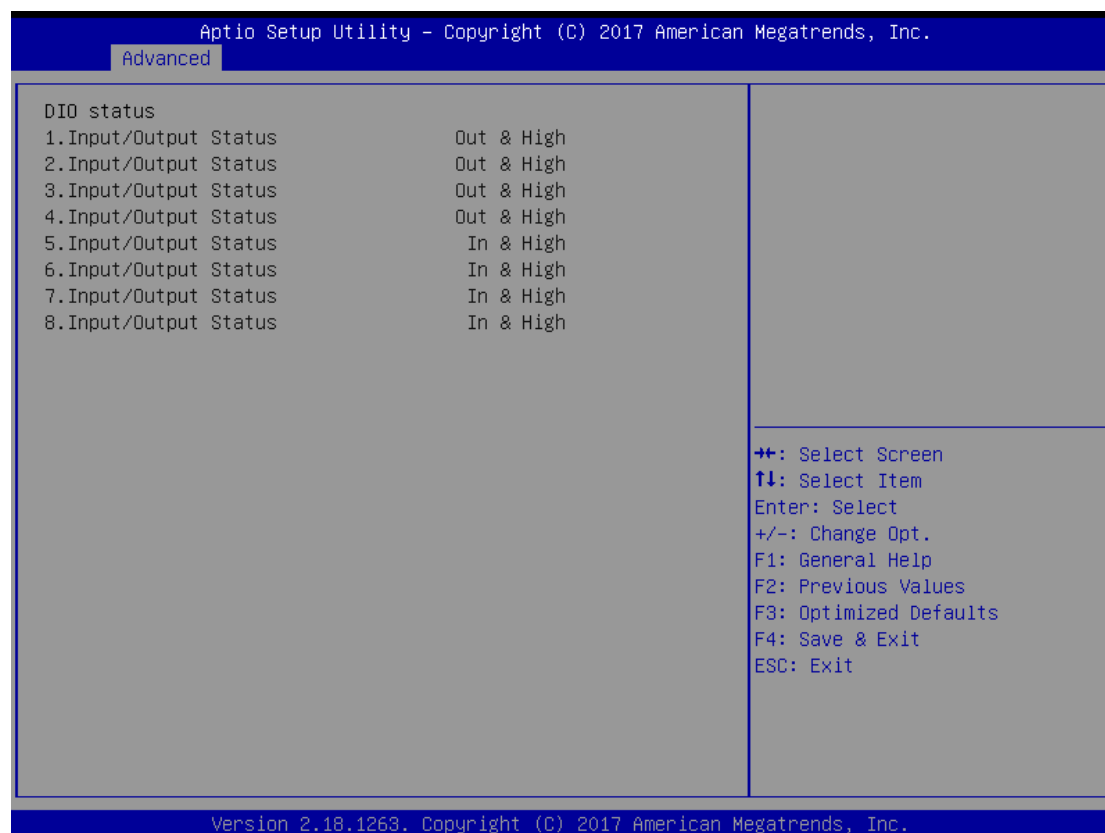 Aptio Setup Utility – Copyright (C) 2017 American Megatrends, Inc.
Advanced
DIO status
1.Input/Output Status Out & High
2.Input/Output Status Out & High
3.Input/Output Status Out & High
4.Input/Output Status Out & High
5.Input/Output Status In & High
6.Input/Output Status In & High
7.Input/Output Status In & High
8.Input/Output Status In & High
→←: Select Screen
↑↓: Select Item
Enter: Select
+/-: Change Opt.
F1: General Help
F2: Previous Values
F3: Optimized Defaults
F4: Save & Exit
ESC: Exit
Version 2.18.1263. Copyright (C) 2017 American Megatrends, Inc.